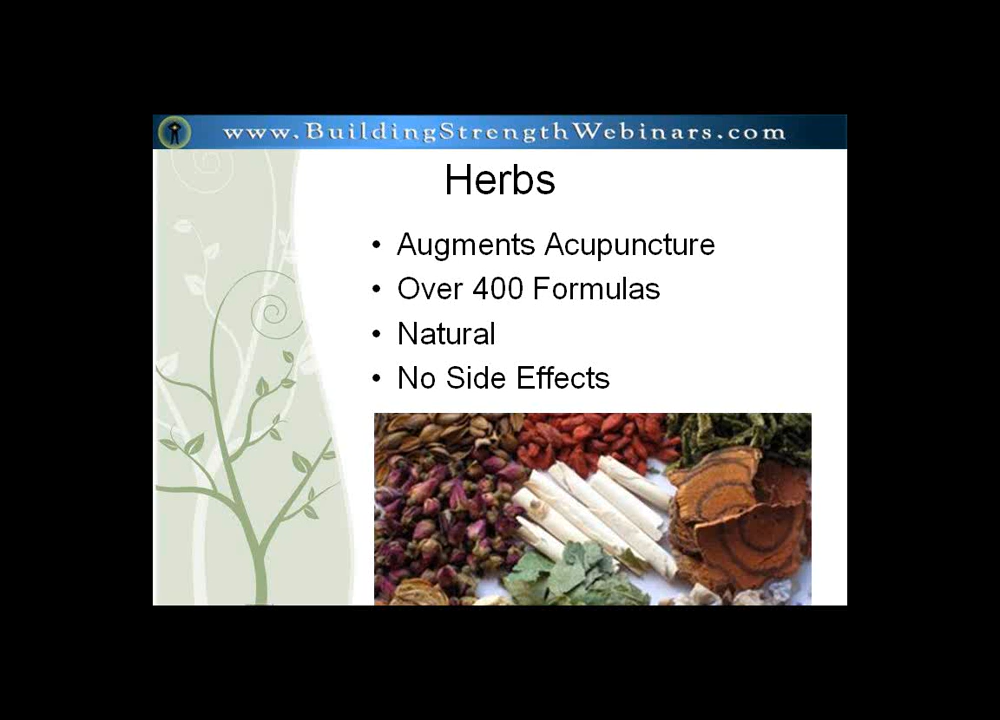 www.BuildingStrengthWebinars.com
Herbs
• Augments Acupuncture
• Over 400 Formulas
• Natural
• No Side Effects